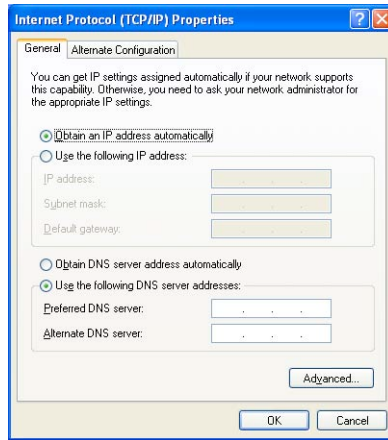 Internet Protocol (TCP/IP) Properties
General
Alternate Configuration
You can get IP settings assigned automatically if your network supports
this capability. Otherwise, you need to ask your network administrator for
the appropriate IP settings.
Obtain an IP address automatically
Use the following IP address:
IP address:
Subnet mask:
Default gateway:
Obtain DNS server address automatically
Use the following DNS server addresses:
Preferred DNS server:
Alternate DNS server:
Advanced...
OK
Cancel